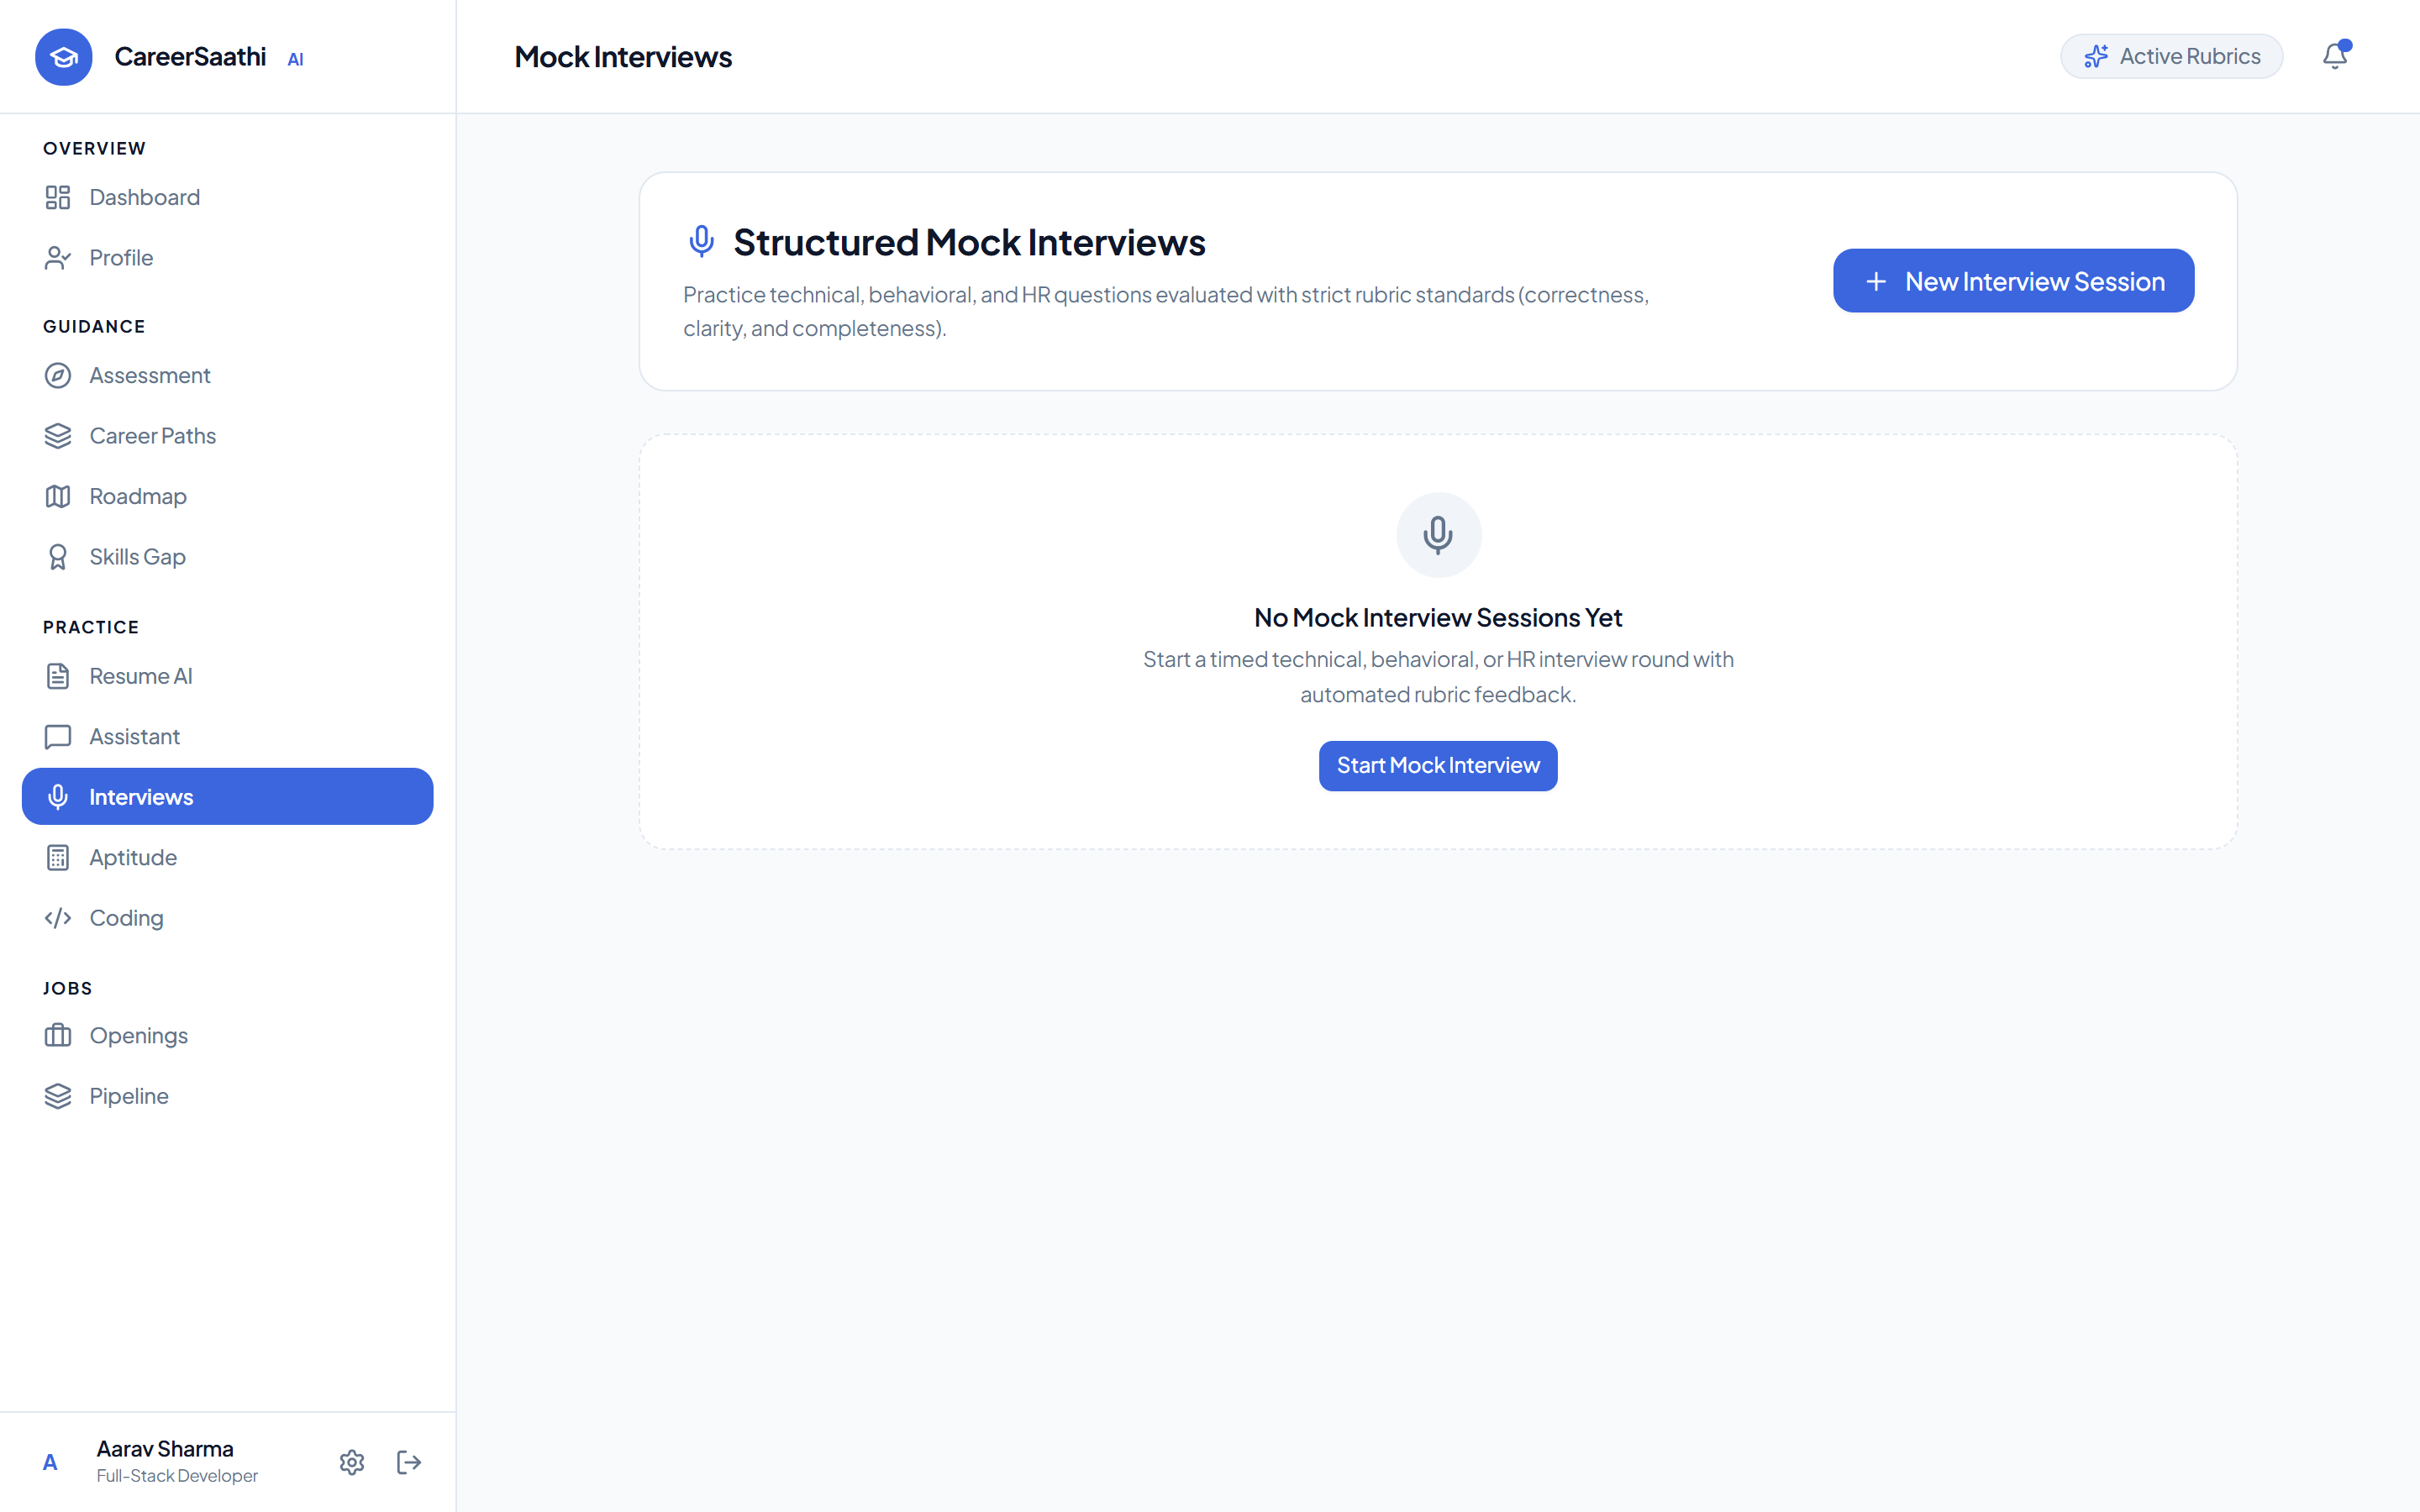 CareerSaathi AI
OVERVIEW
Dashboard
Profile
GUIDANCE
Assessment
Career Paths
Roadmap
Skills Gap
PRACTICE
Resume AI
Assistant
Interviews
Aptitude
Coding
JOBS
Openings
Pipeline
A
Aarav Sharma
Full-Stack Developer
Mock Interviews
Active Rubrics
Structured Mock Interviews
Practice technical, behavioral, and HR questions evaluated with strict rubric standards (correctness,
clarity, and completeness).
New Interview Session
No Mock Interview Sessions Yet
Start a timed technical, behavioral, or HR interview round with
automated rubric feedback.
Start Mock Interview